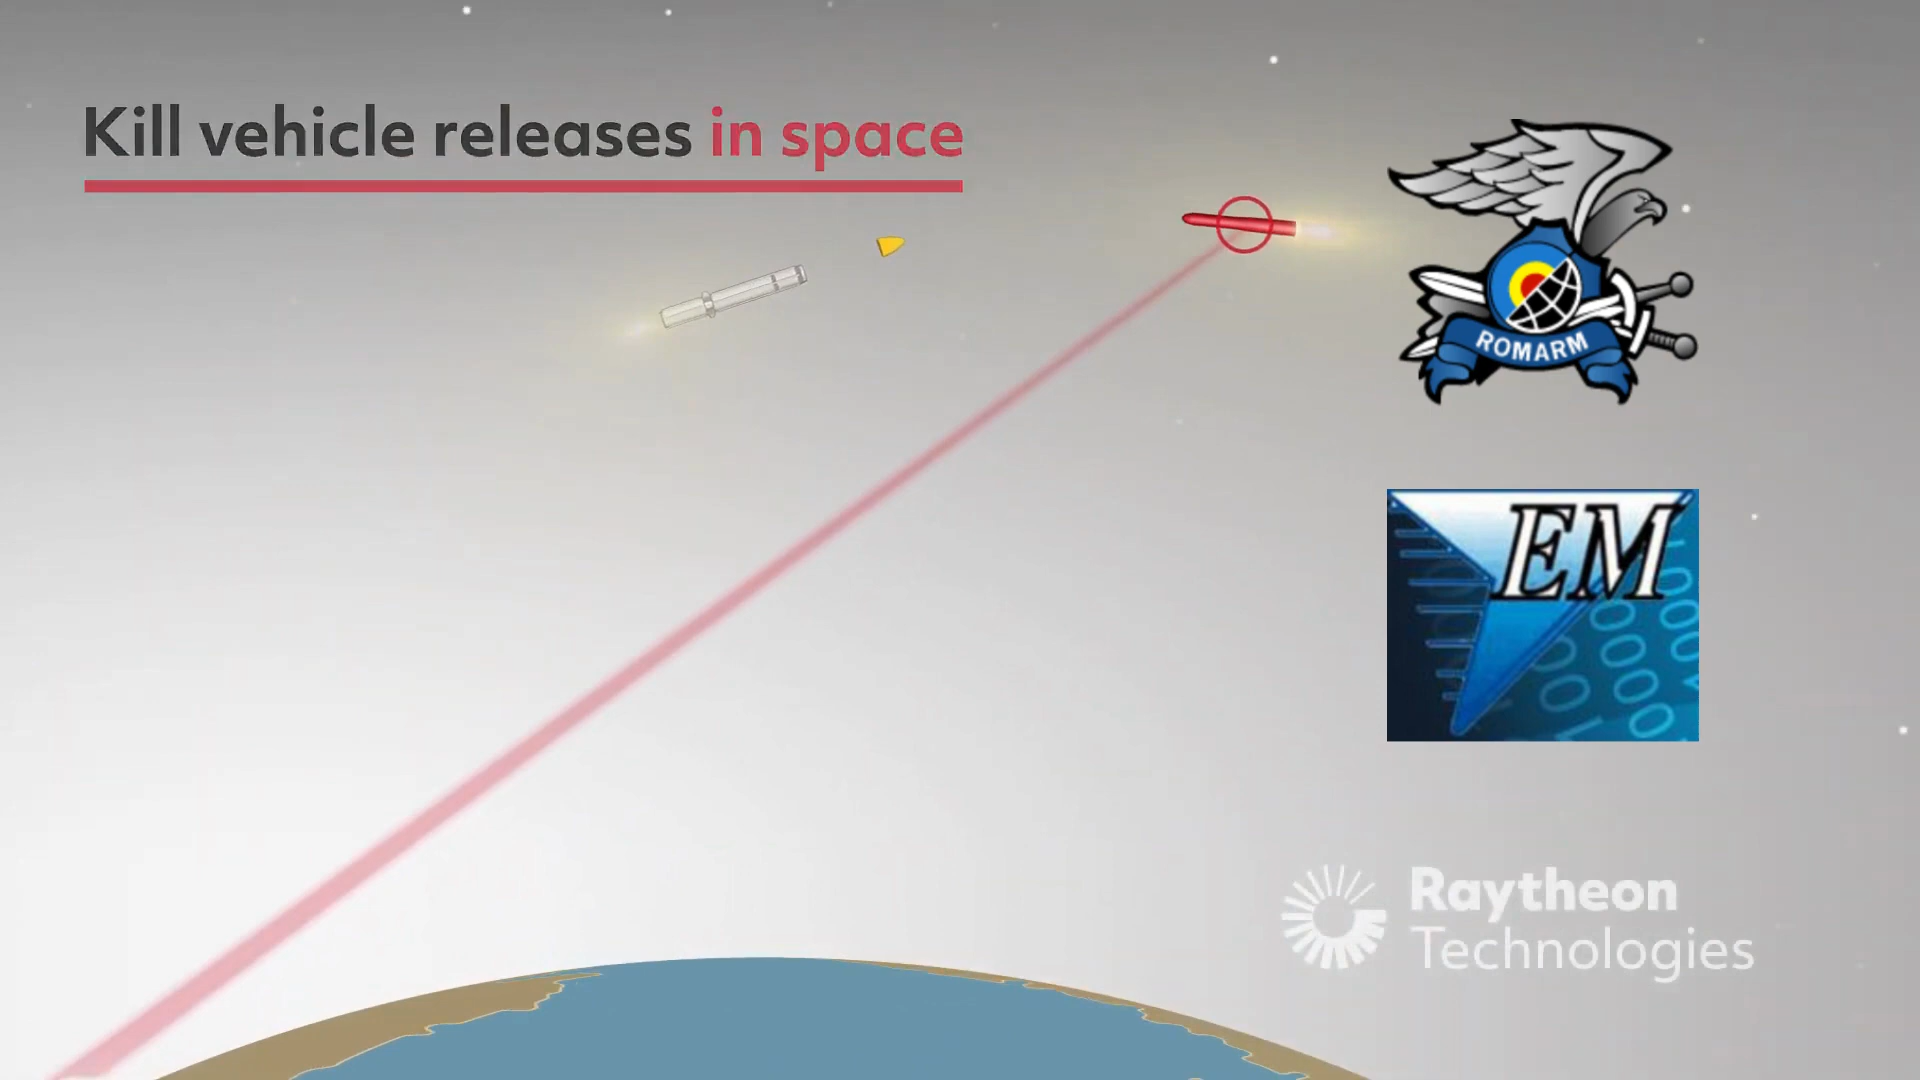 Kill vehicle releases in space
ROMARM
EM
Raytheon
Technologies